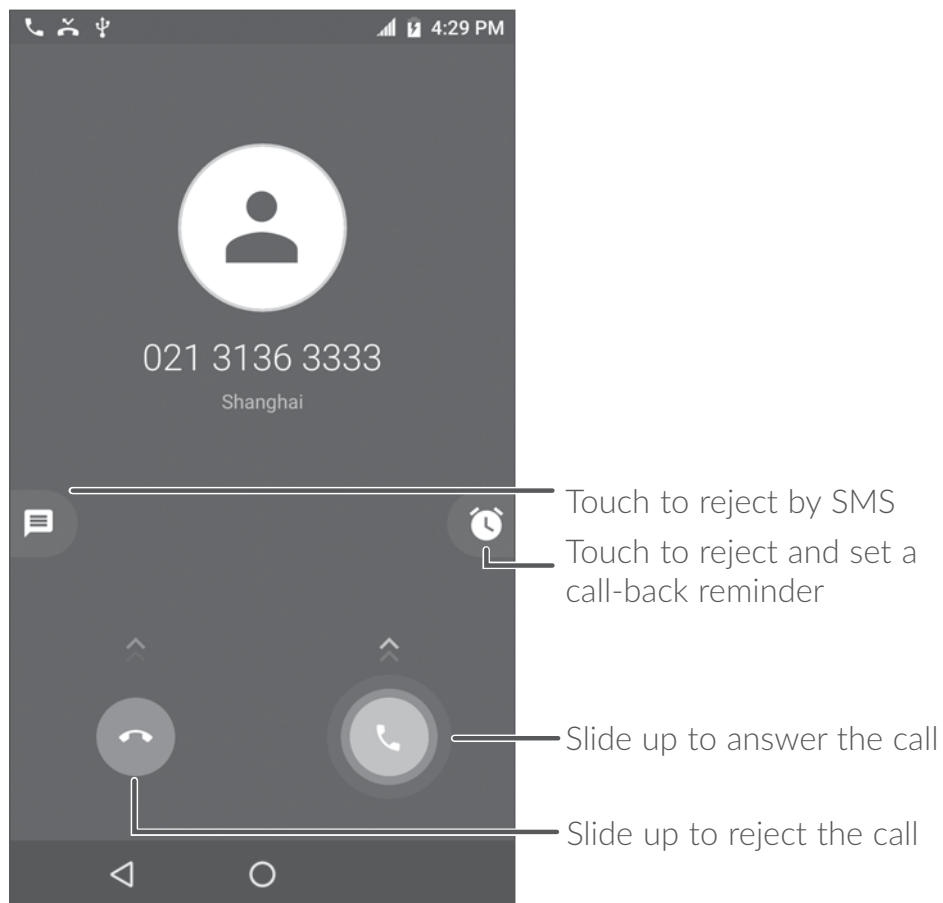 4:29 PM
021 3136 3333
Shanghai
Touch to reject by SMS
Touch to reject and set a
call-back reminder
Slide up to answer the call
Slide up to reject the call